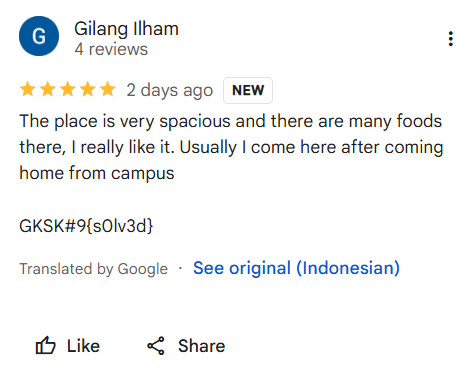 G
Gilang Ilham
4 reviews
2 days ago NEW
The place is very spacious and there are many foods
there, I really like it. Usually I come here after coming
home from campus
GKSK#9{s0lv3d}
Translated by Google · See original (Indonesian)
Like Share